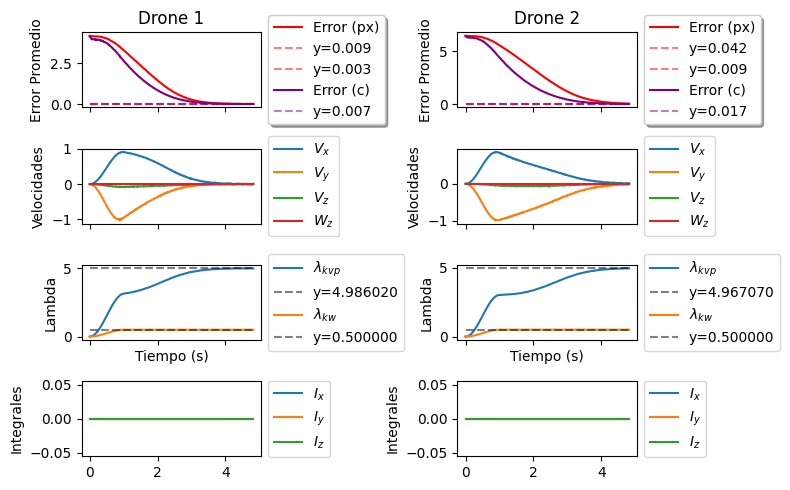 Drone 1
Error Promedio
2.5
0.0
Error (px)
y=0.009
y=0.003
Error (c)
y=0.007
Drone 2
Error Promedio
5
0
Error (px)
y=0.042
y=0.009
Error (c)
y=0.017
Velocidades
1
0
−1
V_x
V_y
V_z
W_z
Velocidades
0
−1
V_x
V_y
V_z
W_z
Lambda
5
0
Tiempo (s)
λ_kvp
y=4.986020
λ_kw
y=0.500000
Lambda
5
0
Tiempo (s)
λ_kvp
y=4.967070
λ_kw
y=0.500000
Integrales
0.05
0.00
−0.05
0 2 4
I_x
I_y
I_z
Integrales
0.05
0.00
−0.05
0 2 4
I_x
I_y
I_z